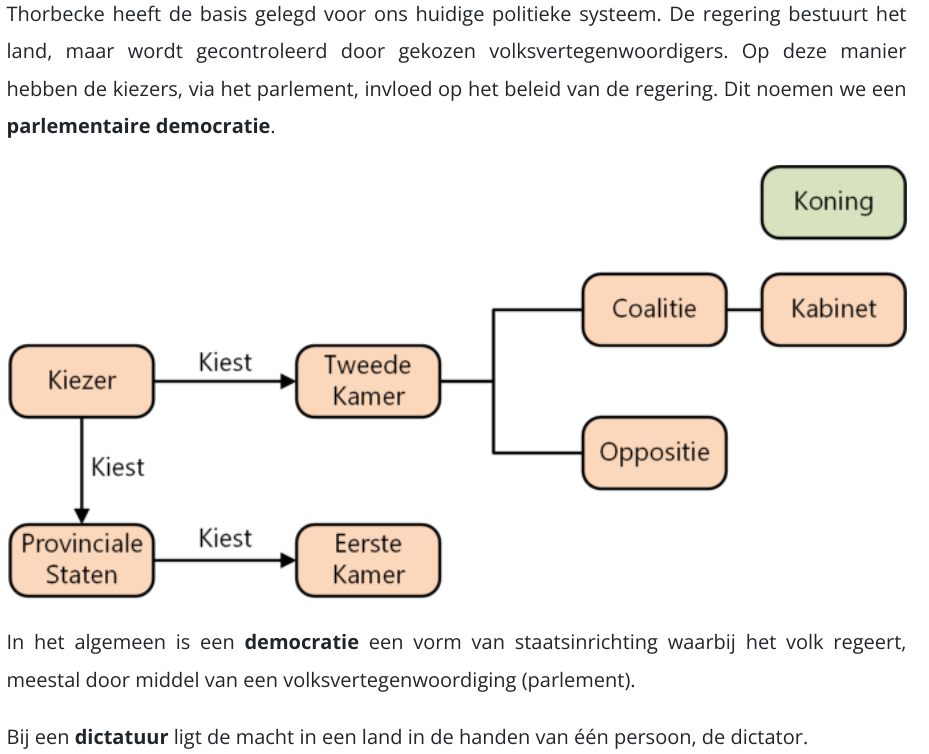 Thorbecke heeft de basis gelegd voor ons huidige politieke systeem. De regering bestuurt het
land, maar wordt gecontroleerd door gekozen volksvertegenwoordigers. Op deze manier
hebben de kiezers, via het parlement, invloed op het beleid van de regering. Dit noemen we een
parlementaire democratie.
Koning
Coalitie
Kabinet
Kiezer
Kiest
Tweede
Kamer
Oppositie
Kiest
Provinciale
Staten
Kiest
Eerste
Kamer
In het algemeen is een democratie een vorm van staatsinrichting waarbij het volk regeert,
meestal door middel van een volksvertegenwoordiging (parlement).
Bij een dictatuur ligt de macht in een land in de handen van één persoon, de dictator.